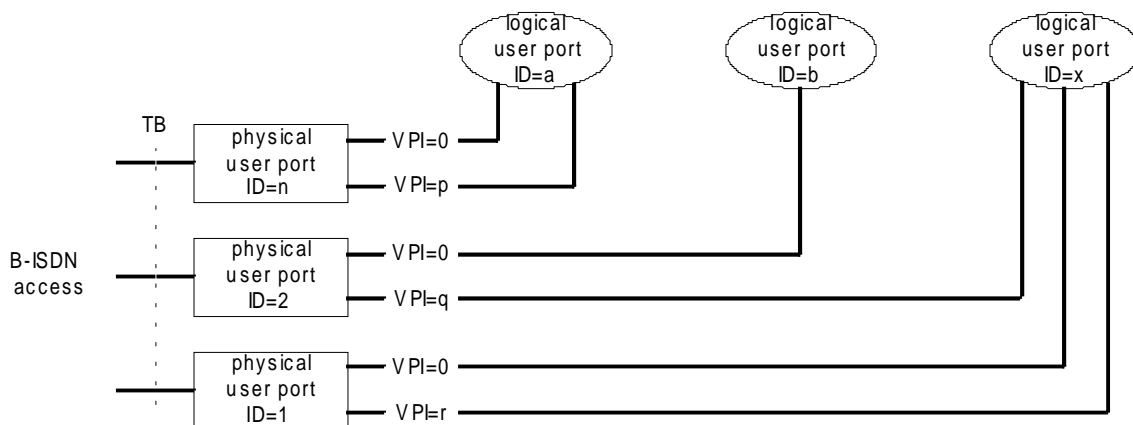 logical
user port
ID=a
logical
user port
ID=b
logical
user port
ID=x
TB
physical
user port
ID=n
VPI=0
VPI=p
B-ISDN
access
physical
user port
ID=2
VPI=0
VPI=q
physical
user port
ID=1
VPI=0
VPI=r